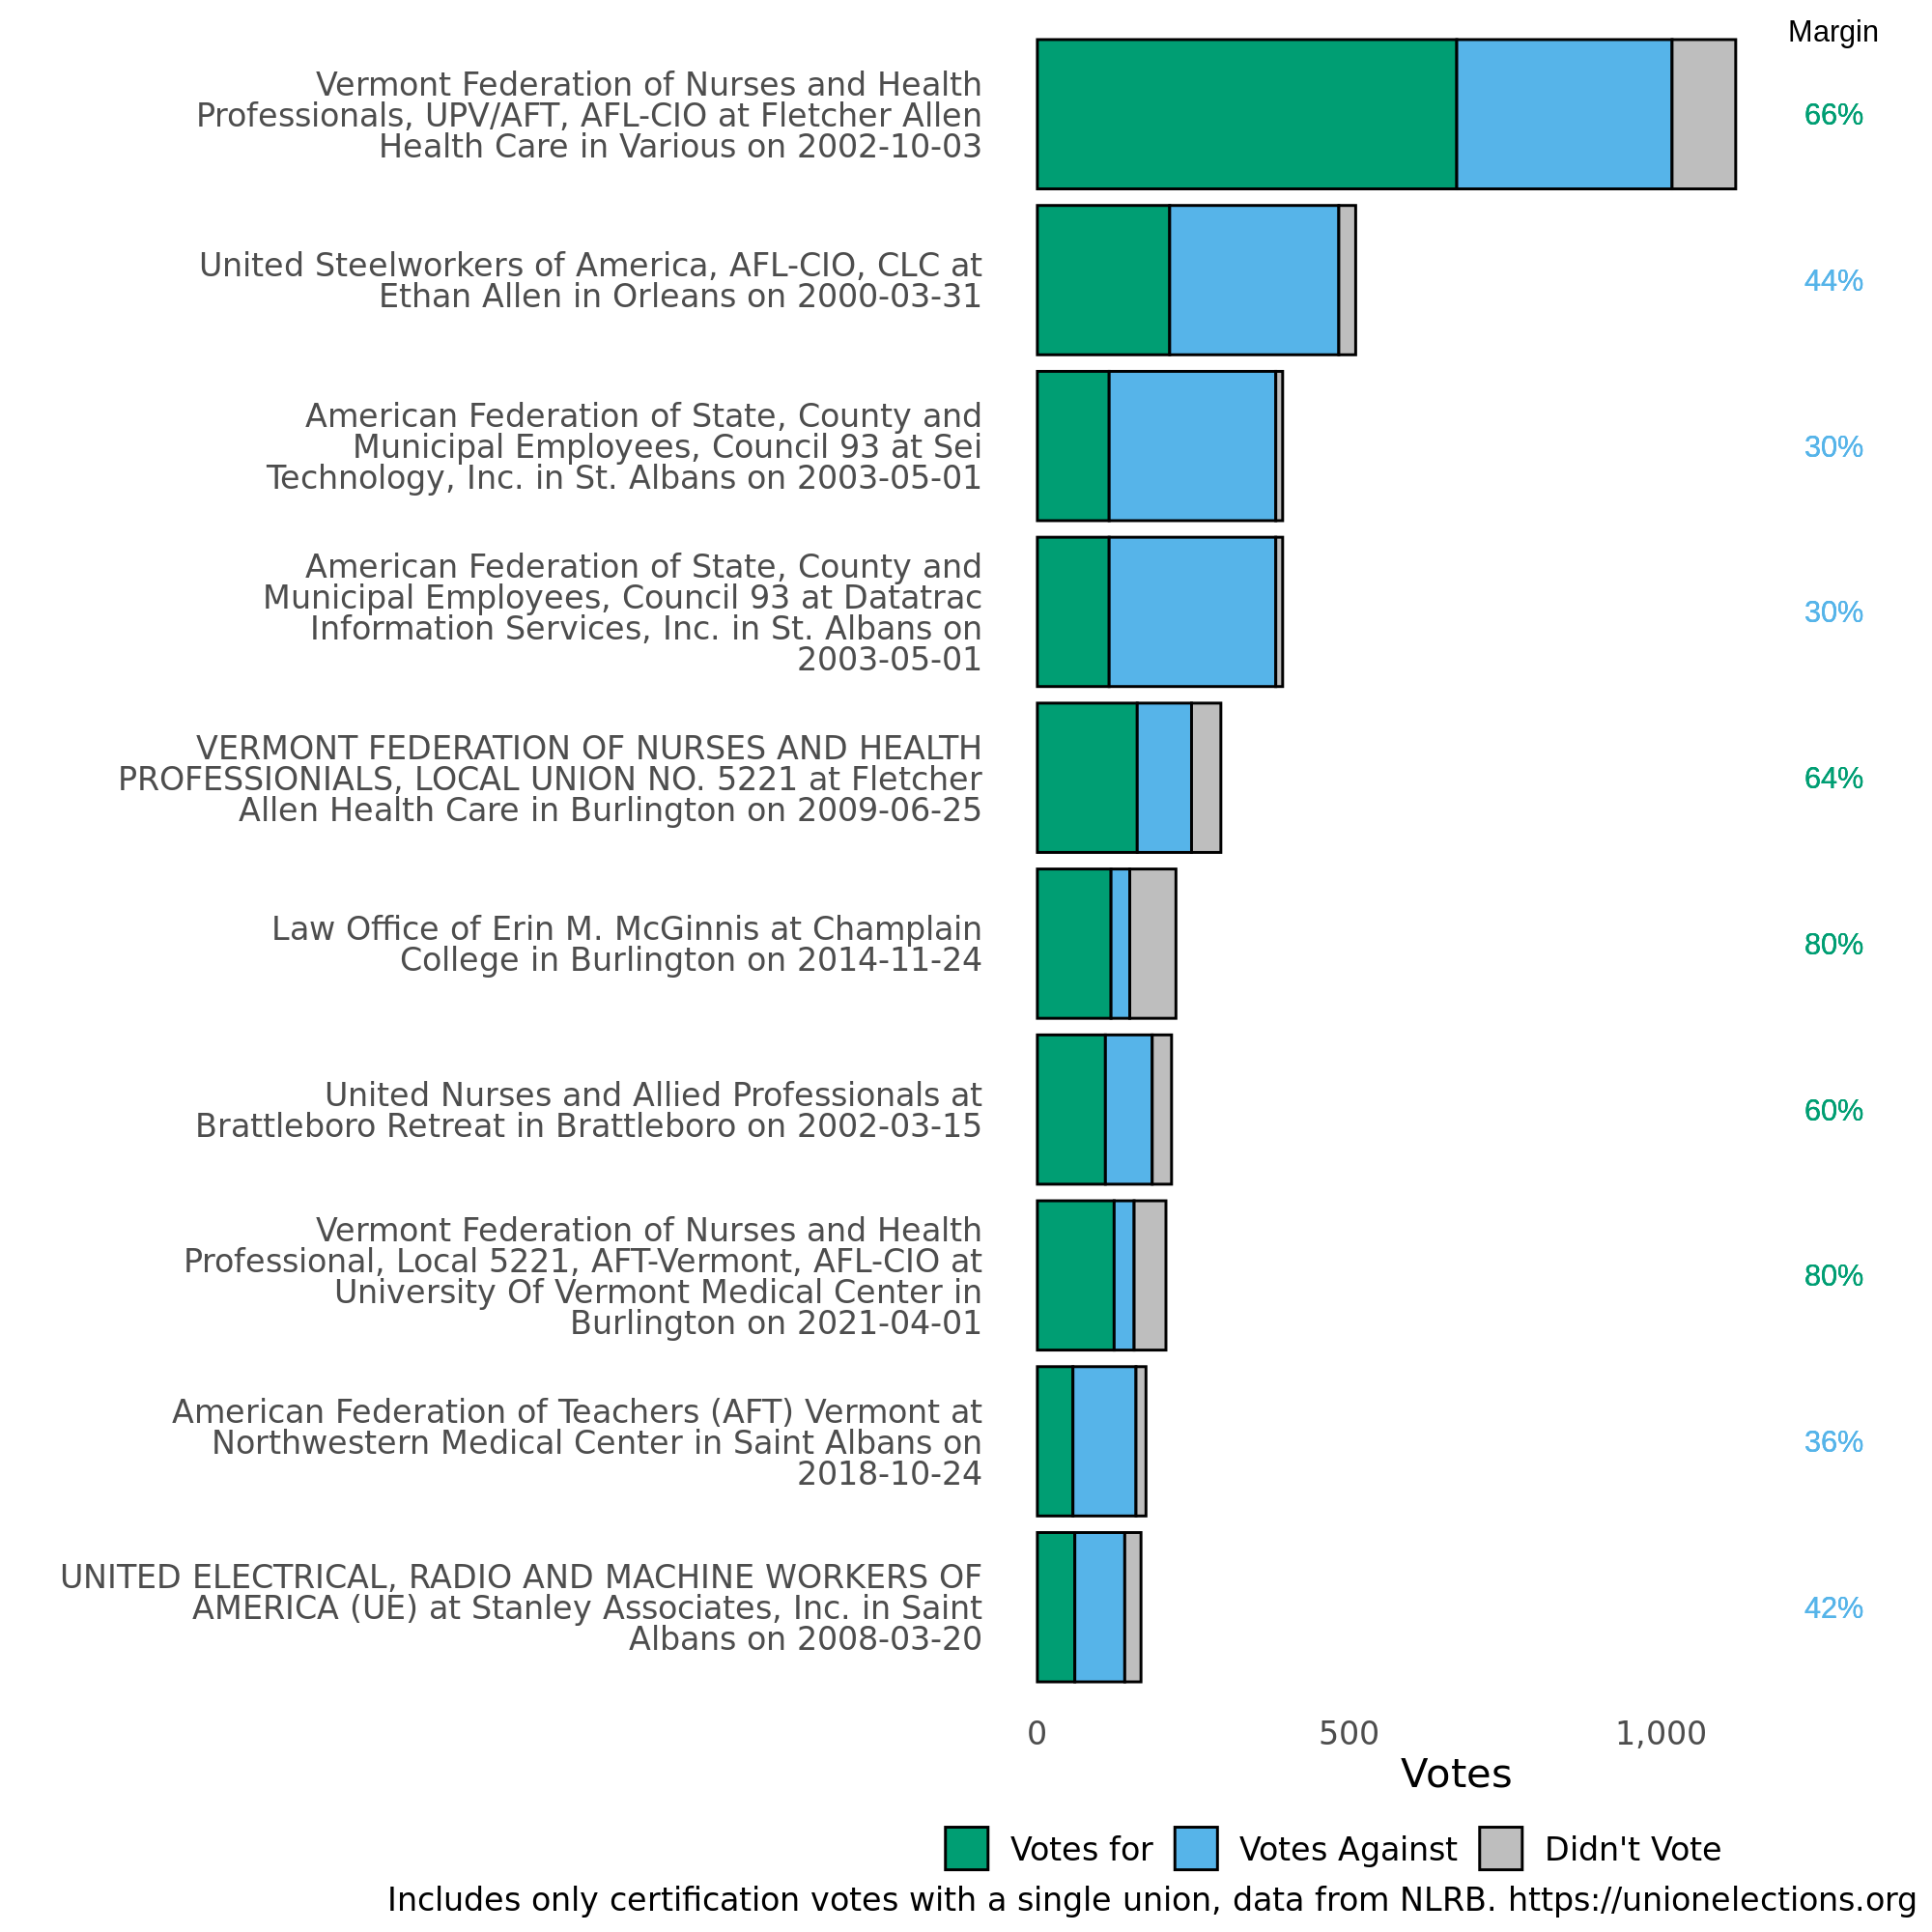 Margin
Vermont Federation of Nurses and Health
Professionals, UPV/AFT, AFL-CIO at Fletcher Allen
Health Care in Various on 2002-10-03
66%
United Steelworkers of America, AFL-CIO, CLC at
Ethan Allen in Orleans on 2000-03-31
44%
American Federation of State, County and
Municipal Employees, Council 93 at Sei
Technology, Inc. in St. Albans on 2003-05-01
30%
American Federation of State, County and
Municipal Employees, Council 93 at Datatrac
Information Services, Inc. in St. Albans on
2003-05-01
30%
VERMONT FEDERATION OF NURSES AND HEALTH
PROFESSIONIALS, LOCAL UNION NO. 5221 at Fletcher
Allen Health Care in Burlington on 2009-06-25
64%
Law Office of Erin M. McGinnis at Champlain
College in Burlington on 2014-11-24
80%
United Nurses and Allied Professionals at
Brattleboro Retreat in Brattleboro on 2002-03-15
60%
Vermont Federation of Nurses and Health
Professional, Local 5221, AFT-Vermont, AFL-CIO at
University Of Vermont Medical Center in
Burlington on 2021-04-01
80%
American Federation of Teachers (AFT) Vermont at
Northwestern Medical Center in Saint Albans on
2018-10-24
36%
UNITED ELECTRICAL, RADIO AND MACHINE WORKERS OF
AMERICA (UE) at Stanley Associates, Inc. in Saint
Albans on 2008-03-20
42%
0 500 1,000
Votes
Votes for Votes Against Didn't Vote
Includes only certification votes with a single union, data from NLRB. https://unionelections.org